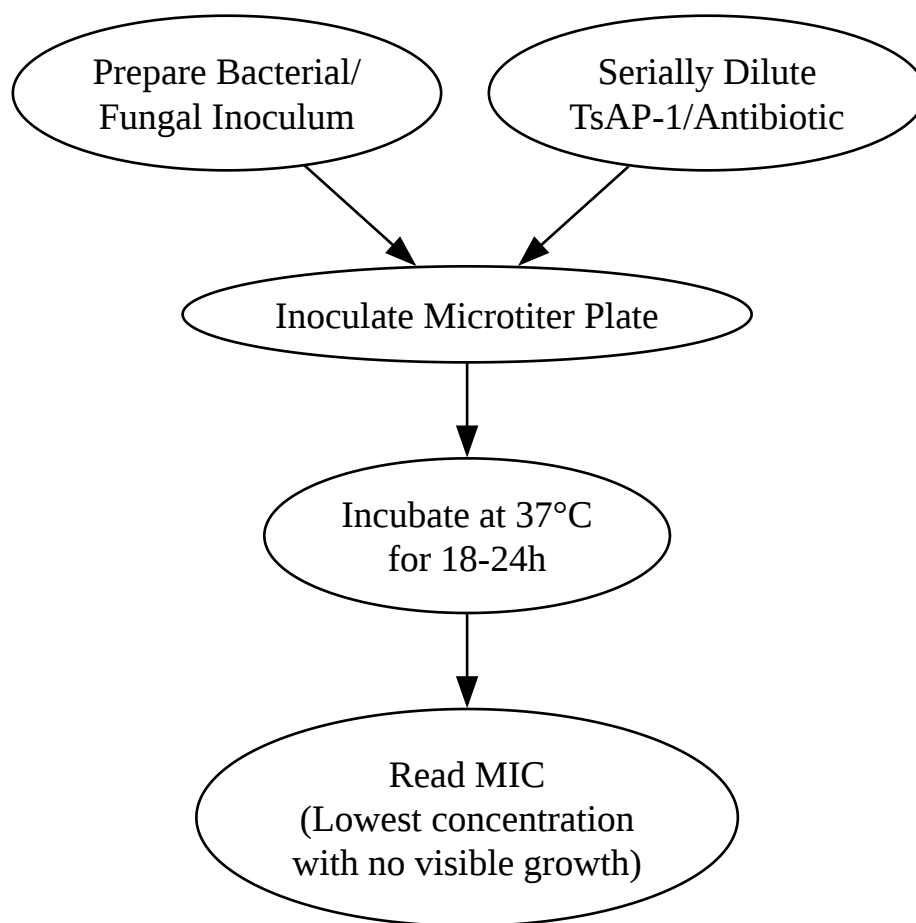 Prepare Bacterial/
Fungal Inoculum
Serially Dilute
TsAP-1/Antibiotic
Inoculate Microtiter Plate
Incubate at 37°C
for 18-24h
Read MIC
(Lowest concentration
with no visible growth)